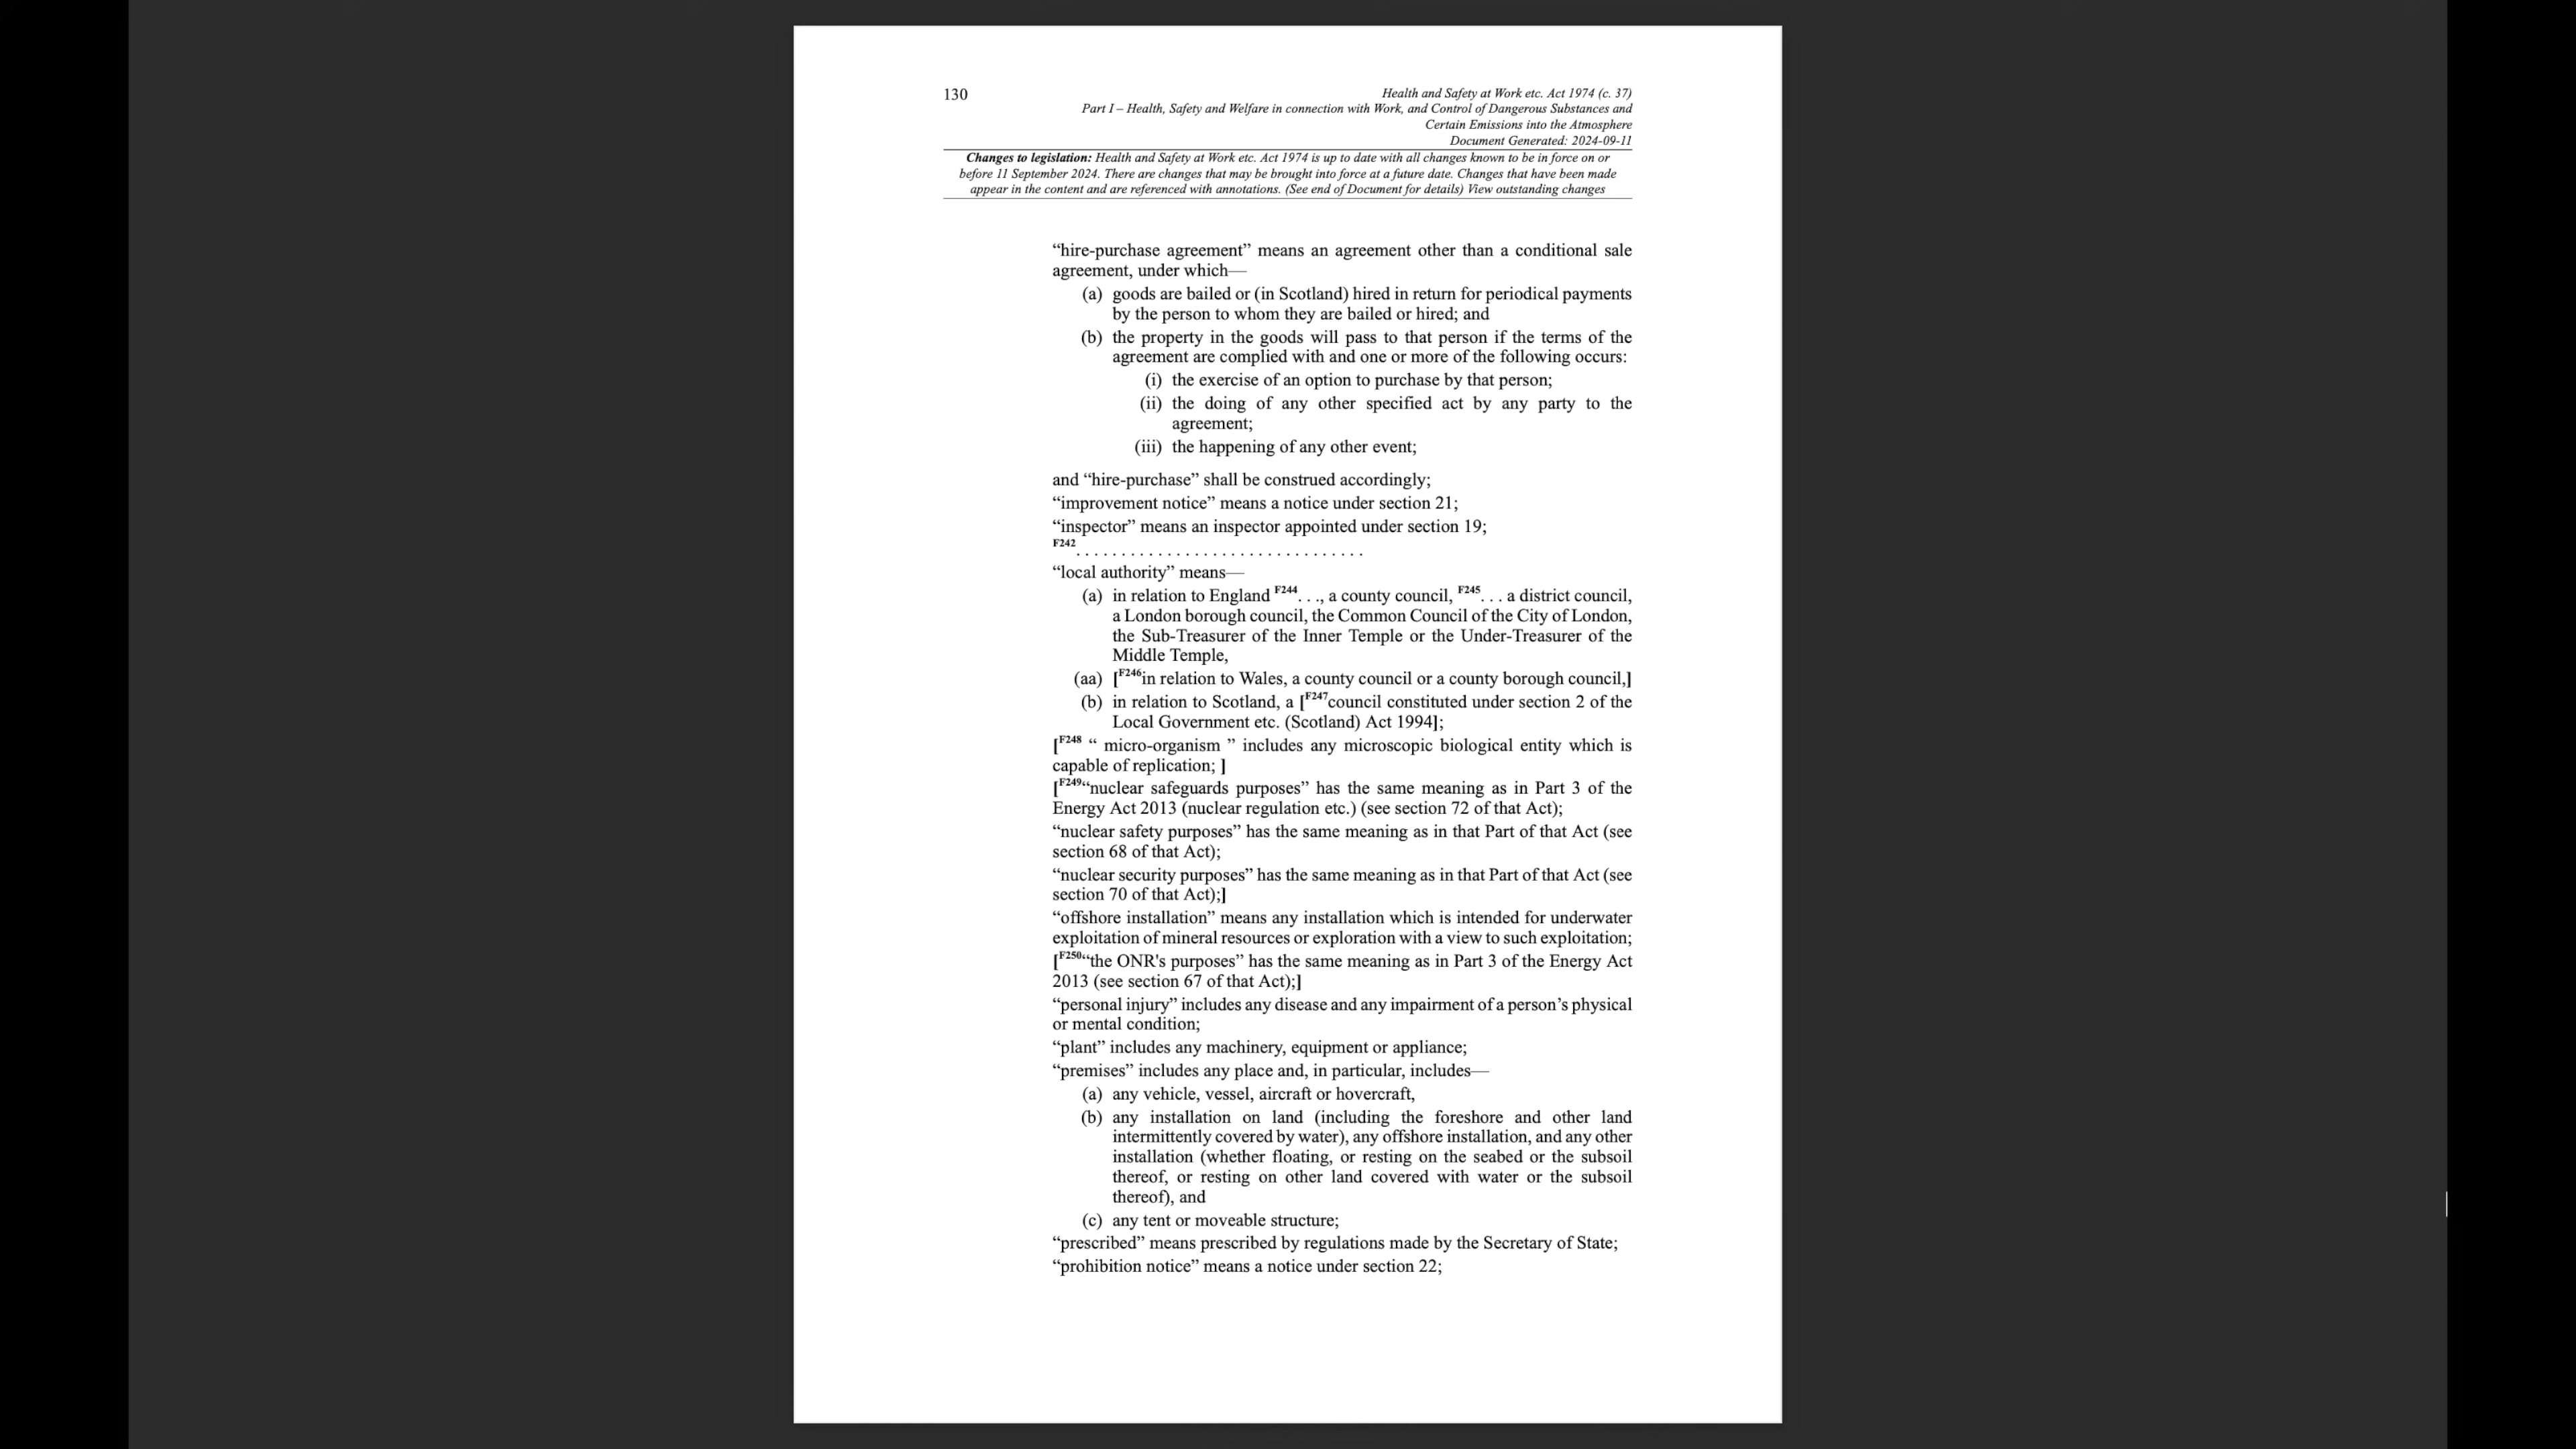 130
Health and Safety at Work etc. Act 1974 (c. 37)
Part I – Health, Safety and Welfare in connection with Work, and Control of Dangerous Substances and
Certain Emissions into the Atmosphere
Document Generated: 2024-09-11
Changes to legislation: Health and Safety at Work etc. Act 1974 is up to date with all changes known to be in force on or
before 11 September 2024. There are changes that may be brought into force at a future date. Changes that have been made
appear in the content and are referenced with annotations. (See end of Document for details) View outstanding changes
“hire-purchase agreement” means an agreement other than a conditional sale
agreement, under which—
(a) goods are bailed or (in Scotland) hired in return for periodical payments
by the person to whom they are bailed or hired; and
(b) the property in the goods will pass to that person if the terms of the
agreement are complied with and one or more of the following occurs:
(i) the exercise of an option to purchase by that person;
(ii) the doing of any other specified act by any party to the
agreement;
(iii) the happening of any other event;
and “hire-purchase” shall be construed accordingly;
“improvement notice” means a notice under section 21;
“inspector” means an inspector appointed under section 19;
F242 . . . . . . . . . . . . . . . . . . . . . . . . . . . . . . . .
“local authority” means—
(a) in relation to England F244. . ., a county council, F245. . . a district council,
a London borough council, the Common Council of the City of London,
the Sub-Treasurer of the Inner Temple or the Under-Treasurer of the
Middle Temple,
(aa) [F246in relation to Wales, a county council or a county borough council,]
(b) in relation to Scotland, a [F247council constituted under section 2 of the
Local Government etc. (Scotland) Act 1994];
[F248 “ micro-organism ” includes any microscopic biological entity which is
capable of replication; ]
[F249“nuclear safeguards purposes” has the same meaning as in Part 3 of the
Energy Act 2013 (nuclear regulation etc.) (see section 72 of that Act);
“nuclear safety purposes” has the same meaning as in that Part of that Act (see
section 68 of that Act);
“nuclear security purposes” has the same meaning as in that Part of that Act (see
section 70 of that Act);]
“offshore installation” means any installation which is intended for underwater
exploitation of mineral resources or exploration with a view to such exploitation;
[F250“the ONR's purposes” has the same meaning as in Part 3 of the Energy Act
2013 (see section 67 of that Act);]
“personal injury” includes any disease and any impairment of a person’s physical
or mental condition;
“plant” includes any machinery, equipment or appliance;
“premises” includes any place and, in particular, includes—
(a) any vehicle, vessel, aircraft or hovercraft,
(b) any installation on land (including the foreshore and other land
intermittently covered by water), any offshore installation, and any other
installation (whether floating, or resting on the seabed or the subsoil
thereof, or resting on other land covered with water or the subsoil
thereof), and
(c) any tent or moveable structure;
“prescribed” means prescribed by regulations made by the Secretary of State;
“prohibition notice” means a notice under section 22;